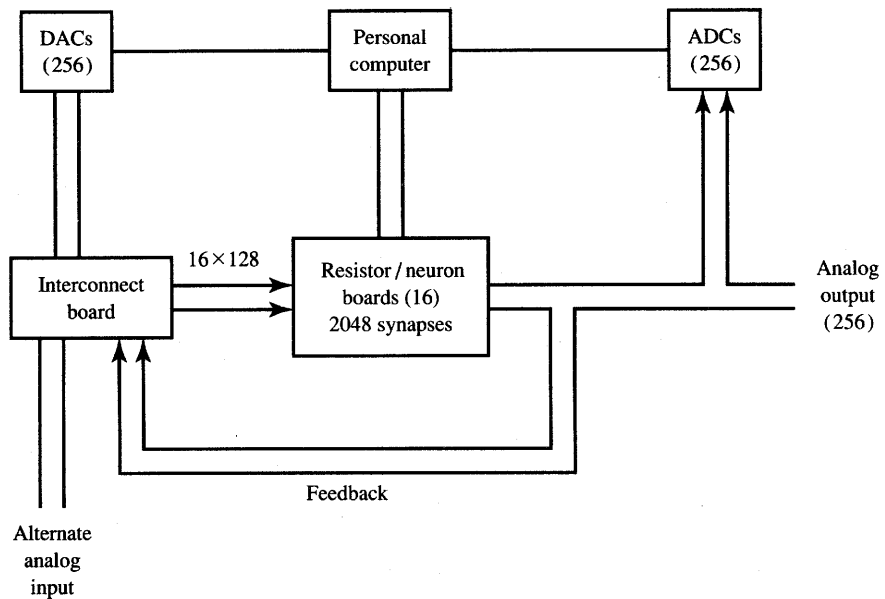 DACs
(256)
Personal
computer
ADCs
(256)
16×128
Interconnect
board
Resistor/neuron
boards (16)
2048 synapses
Analog
output
(256)
Feedback
Alternate
analog
input